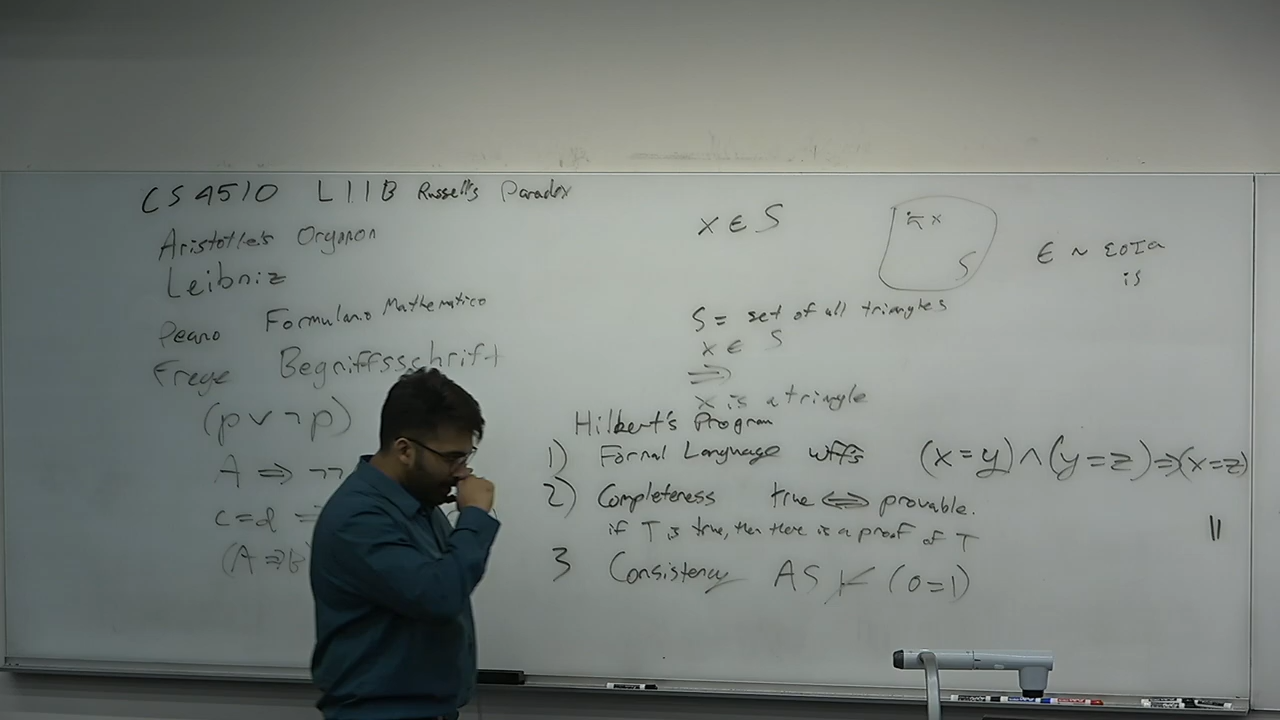 CS 4510 L11B Russell's Paradox
Aristotle's Organon
Leibniz
Peano Formulario Mathematico
Frege Begriffsschrift
(p ∨ ¬p)
A ⇒ ¬¬
c=d ⇒
(A ⇒ B
x ∈ S
x
S
ϵ ~ εστι
is
S = set of all triangles
x ∈ S
⇒
x is a triangle
Hilbert's Program
1) Formal Language wffs (x=y)∧(y=z)⇒(x=z)
2) Completeness true ⇔ provable.
if T is true, then there is a proof of T
3 Consistency AS ⊬ (0=1)